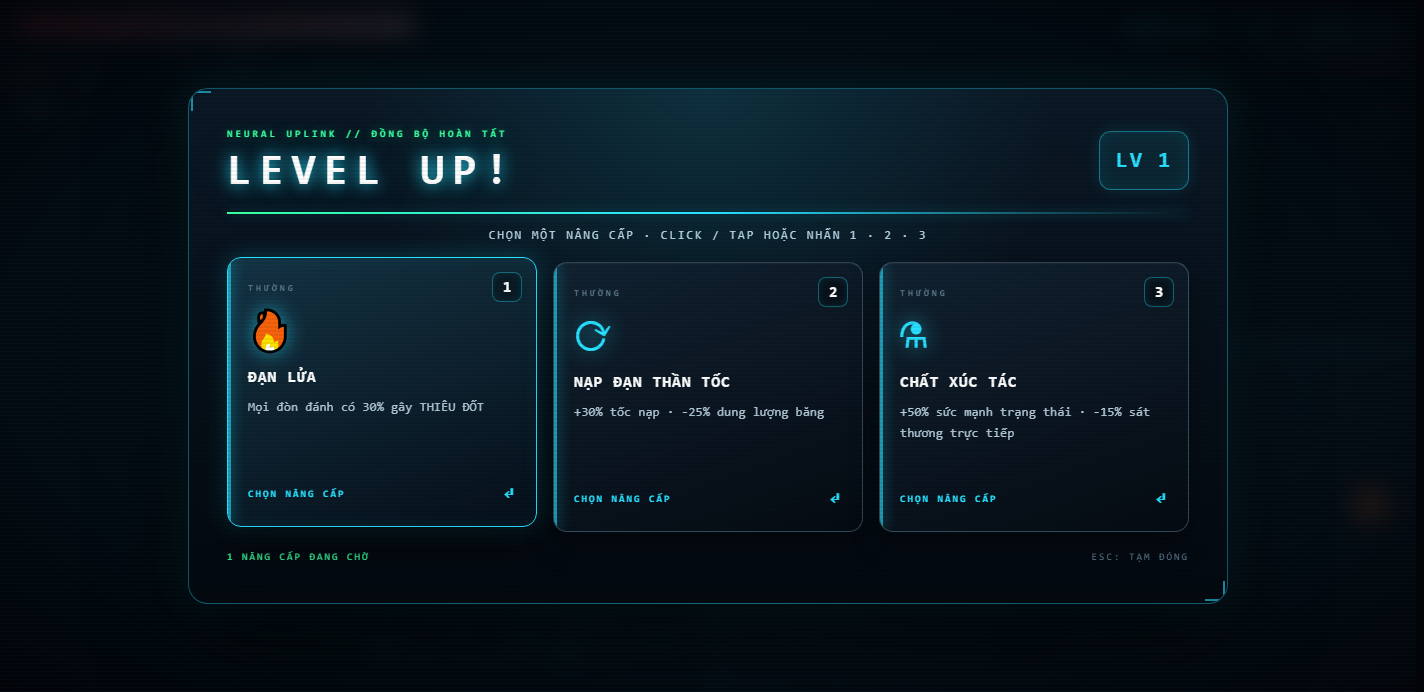 NEURAL UPLINK // ĐỒNG BỘ HOÀN TẤT
LEVEL UP!
LV 1
CHỌN MỘT NÂNG CẤP · CLICK / TAP HOẶC NHẤN 1 · 2 · 3
THƯỜNG
1
ĐẠN LỬA
Mọi đòn đánh có 30% gây THIÊU ĐỐT
CHỌN NÂNG CẤP
THƯỜNG
2
NẠP ĐẠN THẦN TỐC
+30% tốc nạp · -25% dung lượng băng
CHỌN NÂNG CẤP
THƯỜNG
3
CHẤT XÚC TÁC
+50% sức mạnh trạng thái · -15% sát
thương trực tiếp
CHỌN NÂNG CẤP
1 NÂNG CẤP ĐANG CHỜ
ESC: TẠM ĐÓNG